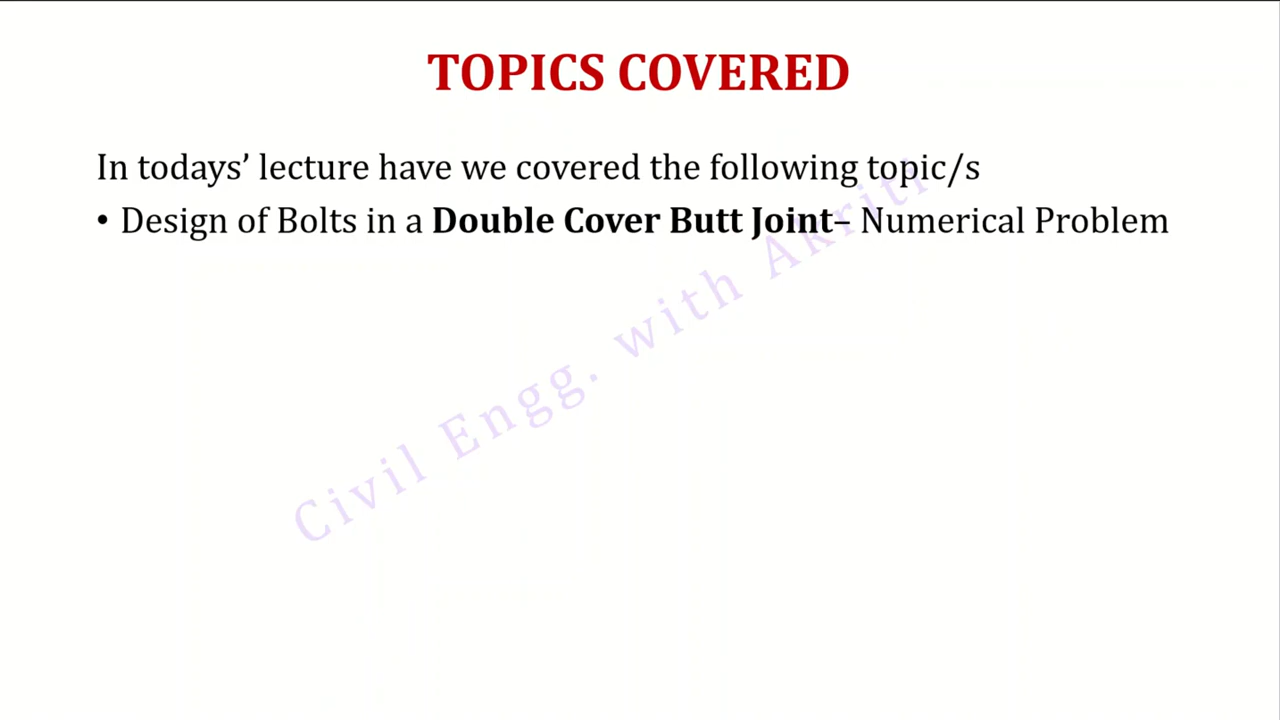 TOPICS COVERED
In todays’ lecture have we covered the following topic/s
• Design of Bolts in a Double Cover Butt Joint– Numerical Problem
Civil Engg. with Akriti